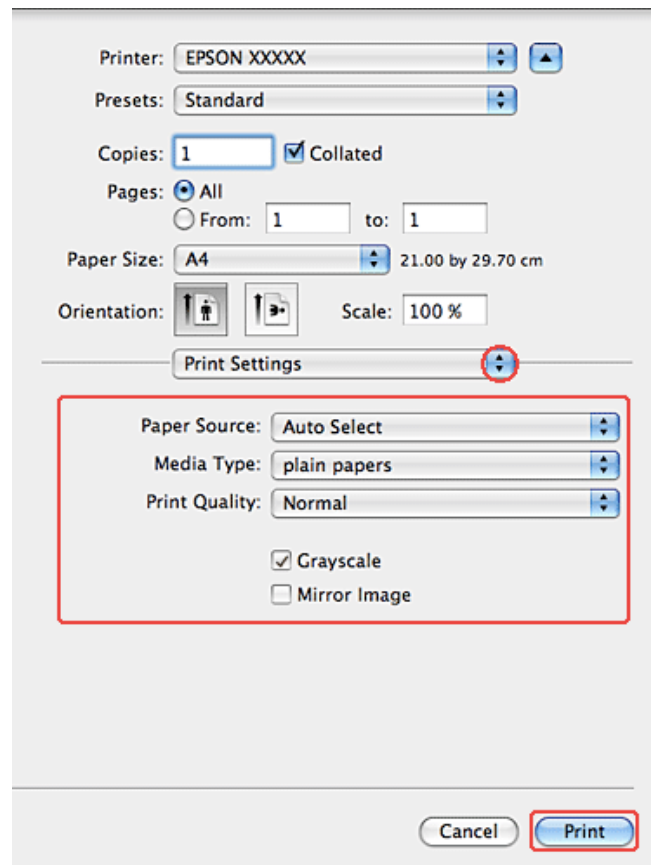 Printer: EPSON XXXXX
Presets: Standard
Copies: 1 Collated
Pages: All
From: 1 to: 1
Paper Size: A4 21.00 by 29.70 cm
Orientation: Scale: 100 %
Print Settings
Paper Source: Auto Select
Media Type: plain papers
Print Quality: Normal
Grayscale
Mirror Image
Cancel Print